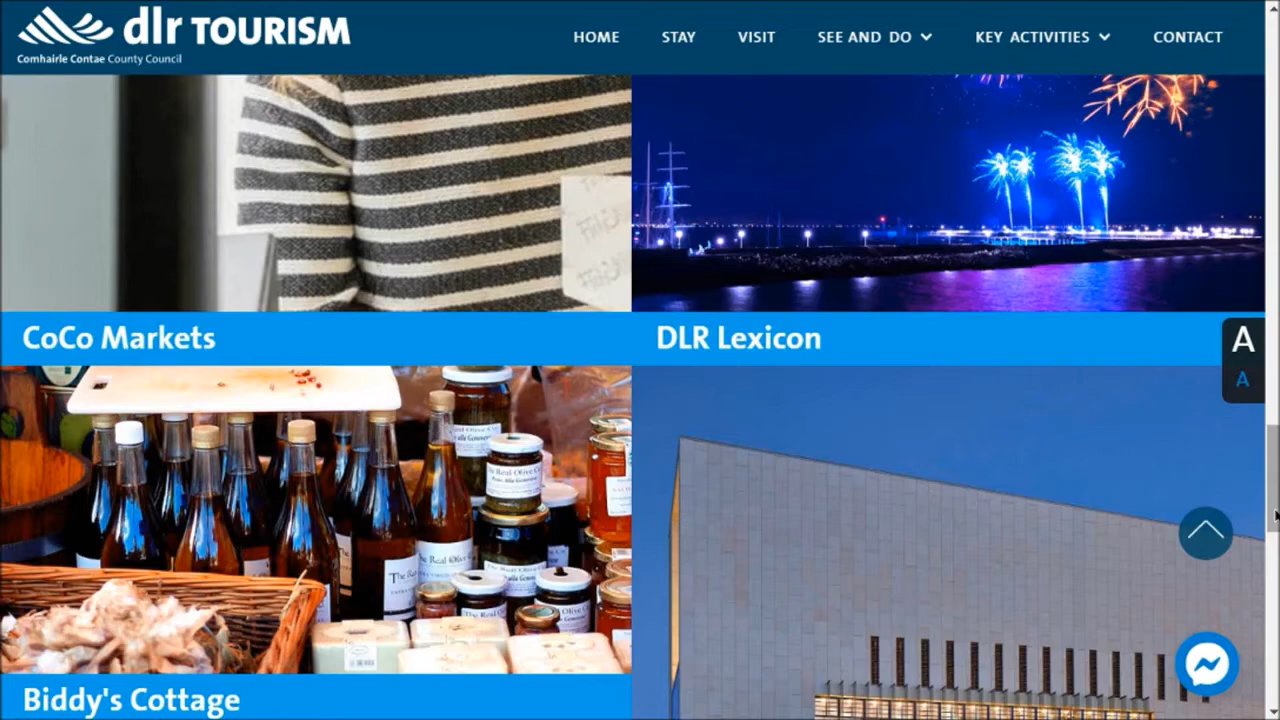 dlr TOURISM
Comhairle Contae County Council
HOME
STAY
VISIT
SEE AND DO
KEY ACTIVITIES
CONTACT
CoCo Markets
DLR Lexicon
A
A
The Real Olive Co
The Real Olive
Biddy's Cottage